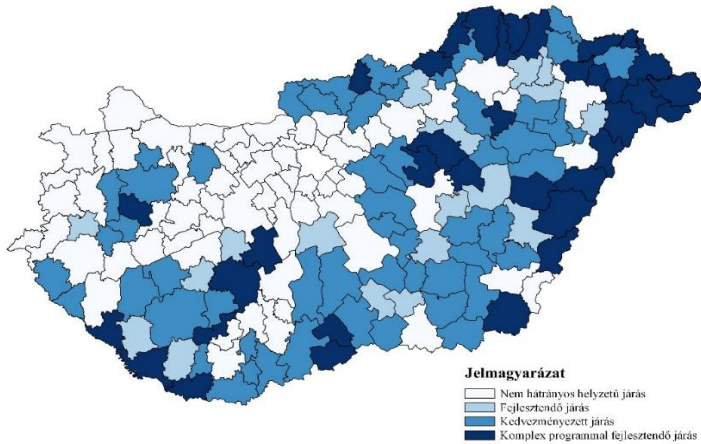 Jelmagyarázat
Nem hátrányos helyzetű járás
Fejlesztendő járás
Kedvezményezett járás
Komplex programmal fejlesztendő járás